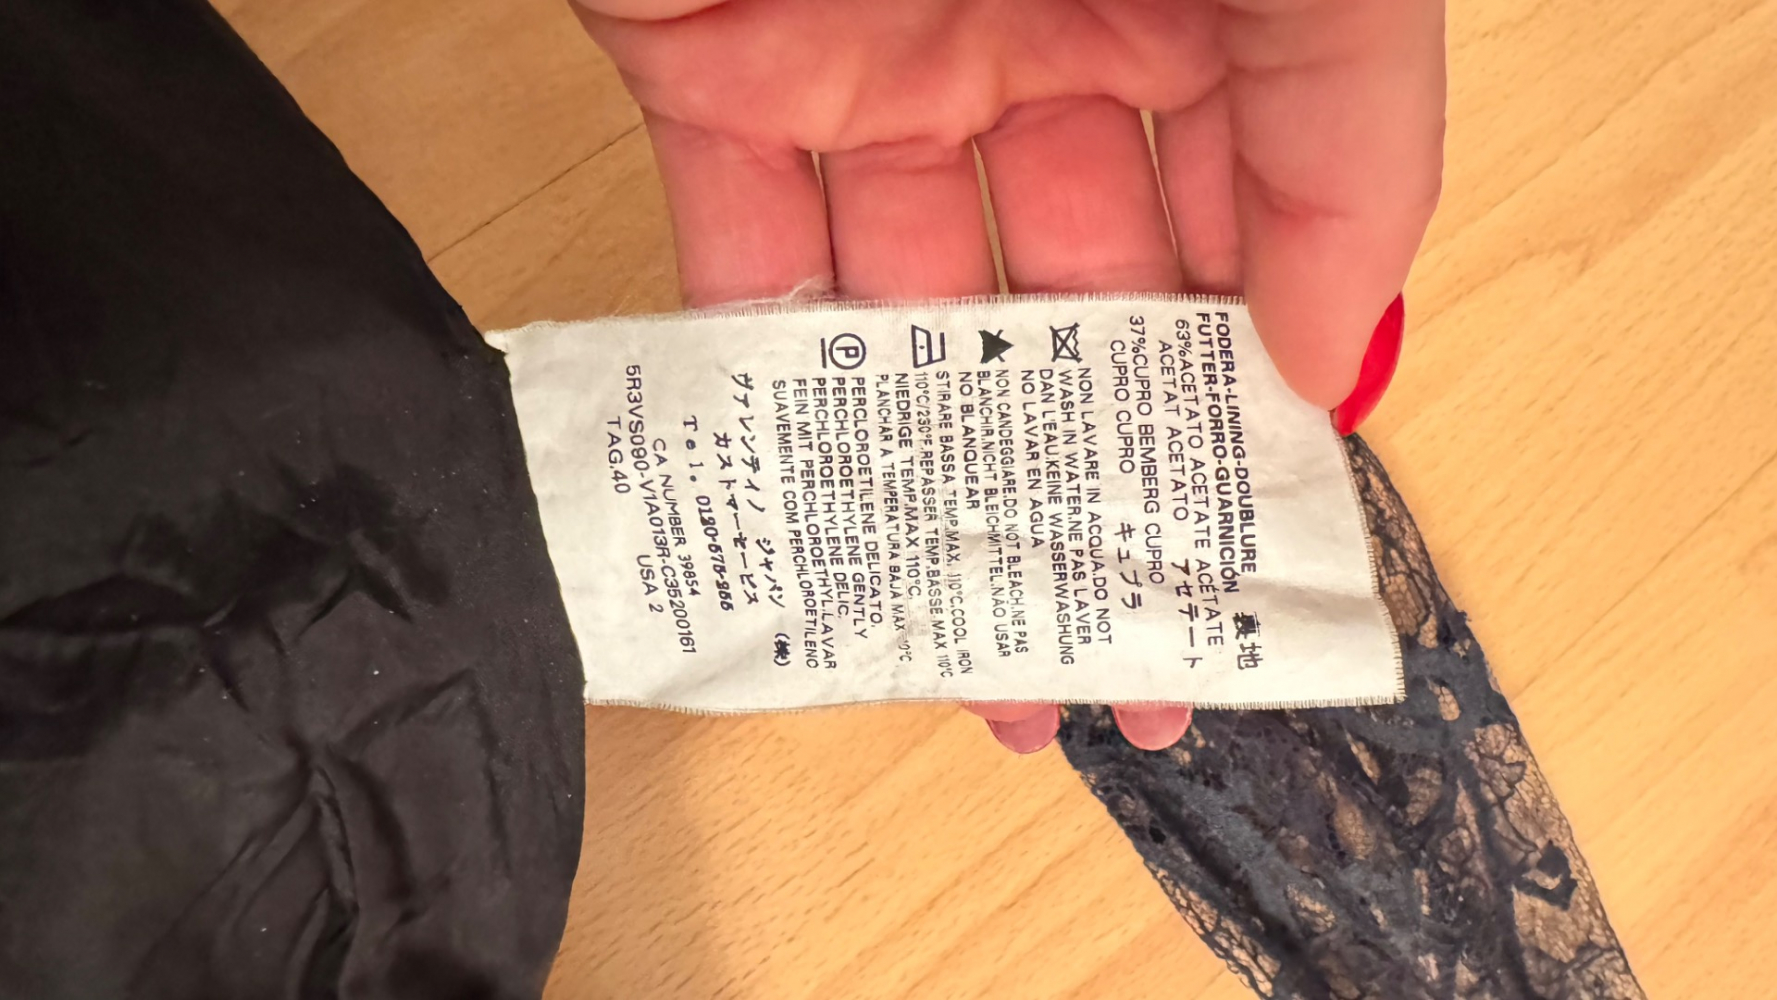 FODERA-LINING-DOUBLURE
FUTTER-FORRO-GUARNICIÓN 裏地
63%ACETATO ACETATE ACÉTATE
ACETAT ACETATO アセテート
37%CUPRO BEMBERG CUPRO
CUPRO CUPRO キュプラ
NON LAVARE IN ACQUA.DO NOT
WASH IN WATER.NE PAS LAVER
DAN L'EAU.KEINE WASSERWASHUNG
NO LAVAR EN AGUA
NON CANDEGGIARE.DO NOT BLEACH.NE PAS
BLANCHIR.NICHT BLEICHMITTEL.NAO USAR
NO BLANQUEAR
STIRARE BASSA TEMP.MAX. 110°C.COOL IRON
110°C/230°F.REPASSER TEMP.BASSE.MAX 110°C
NIEDRIGE TEMP.MAX 110°C.
PLANCHAR A TEMPERATURA BAJA MAX
P PERCLOROETILENE DELICATO.
PERCHLOROETHYLENE GENTLY
PERCHLOROETHYLENE DELIC.
FEIN MIT PERCHLOROETHYL.LAVAR
SUAVEMENTE COM PERCHLOROETILENO
ヴァレンティノ ジャパン (株)
カストマーセービス
Tel. 0120-
CA NUMBER 39854
5R3VS090-V1A013R-C35200161
TAG.40 USA 2